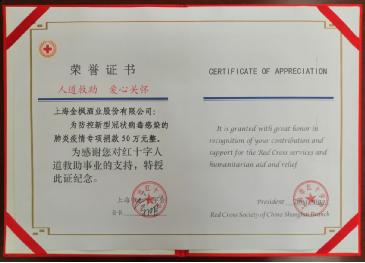 荣誉证书
人道救助 爱心关怀
上海金枫酒业股份有限公司：
为防控新型冠状病毒感染的
肺炎疫情专项捐款50万元整。
为感谢您对红十字人
道救助事业的支持，特授
此证纪念。
上海
会长
CERTIFICATE OF APPRECIATION
It is granted with great honor in
recognition of your contribution and
support for the Red Cross services and
humanitarian aid and relief
President
Red Cross Society of China Shanghai Branch